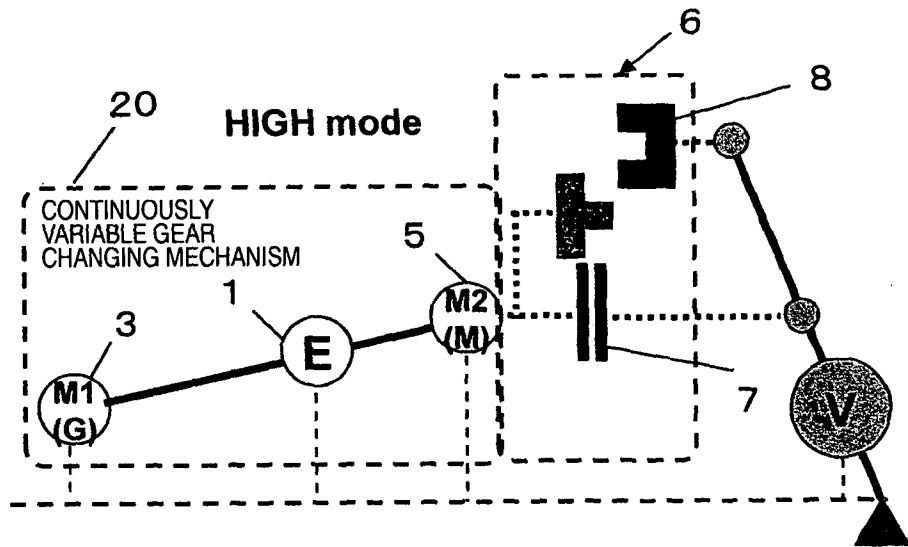 6
8
20
HIGH mode
CONTINUOUSLY
VARIABLE GEAR
CHANGING MECHANISM
5
1
3
M2
(M)
E
M1
(G)
7
V